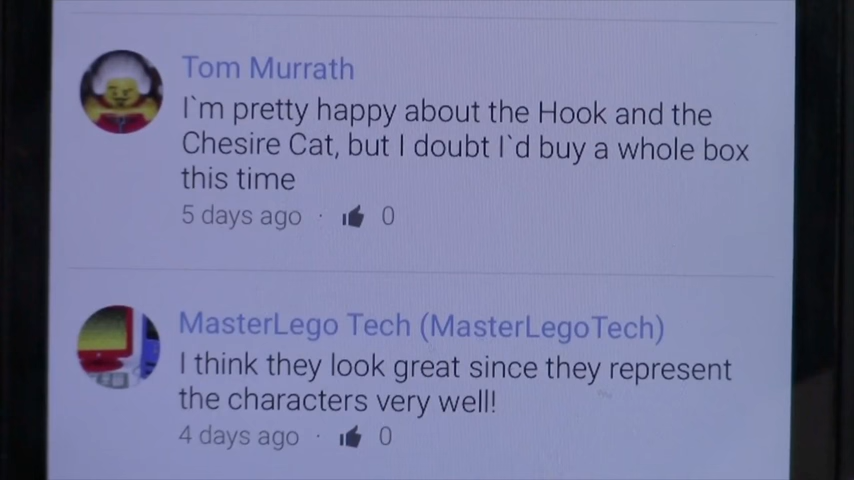 Tom Murrath
I`m pretty happy about the Hook and the
Chesire Cat, but I doubt I`d buy a whole box
this time
5 days ago · 0
MasterLego Tech (MasterLegoTech)
I think they look great since they represent
the characters very well!
4 days ago · 0